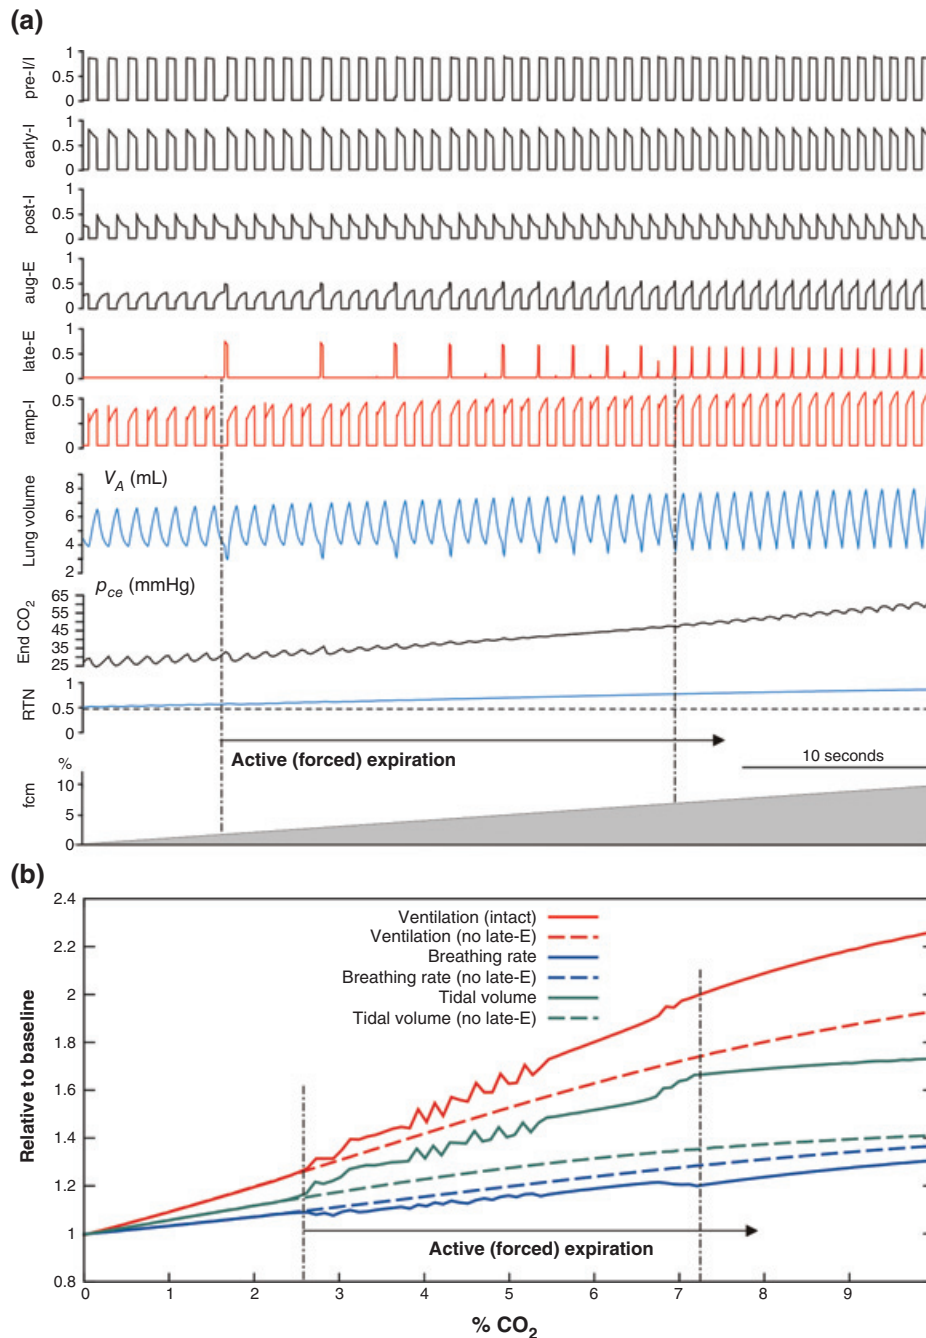 (a)
1
0.5
0
pre-I/I
1
0.5
0
early-I
1
0.5
0
post-I
1
0.5
0
aug-E
1
0.5
0
late-E
0.5
0
ramp-I
V_A (mL)
8
6
4
2
Lung volume
p_ce (mmHg)
65
55
45
35
25
End CO₂
1
0.5
0
RTN
Active (forced) expiration
10 seconds
%
10
5
0
fcm
(b)
2.4
2.2
2
1.8
1.6
1.4
1.2
1
0.8
Relative to baseline
Ventilation (intact)
Ventilation (no late-E)
Breathing rate
Breathing rate (no late-E)
Tidal volume
Tidal volume (no late-E)
Active (forced) expiration
0 1 2 3 4 5 6 7 8 9
% CO₂